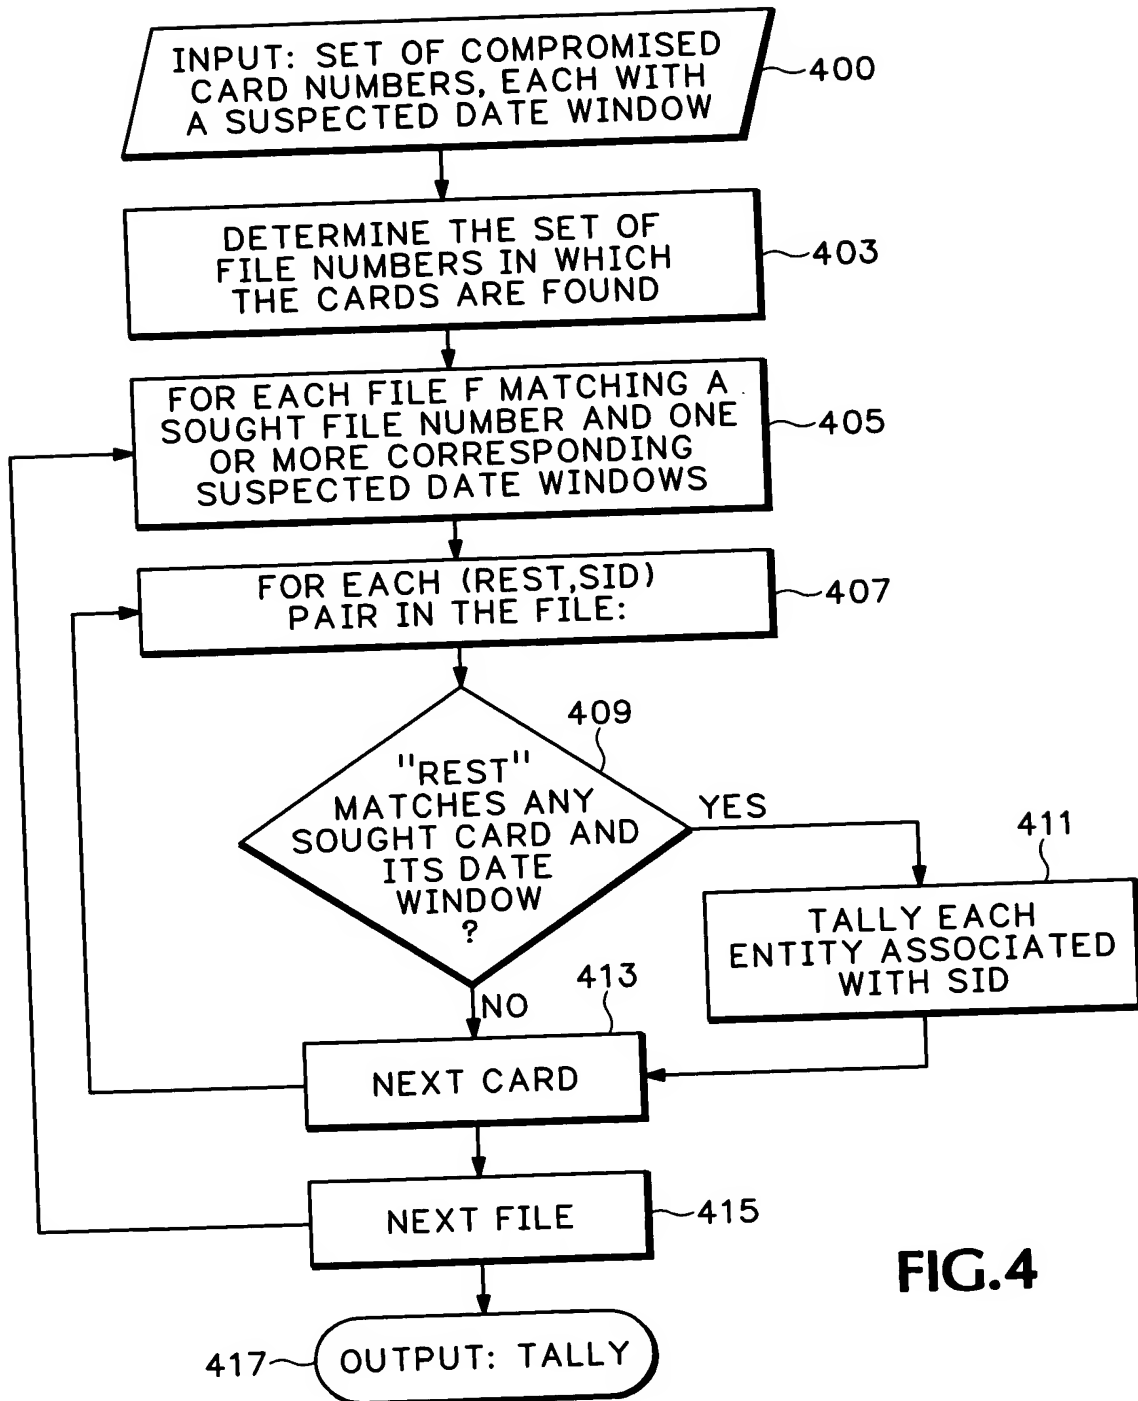 INPUT: SET OF COMPROMISED
CARD NUMBERS, EACH WITH
A SUSPECTED DATE WINDOW
400
DETERMINE THE SET OF
FILE NUMBERS IN WHICH
THE CARDS ARE FOUND
403
FOR EACH FILE F MATCHING A
SOUGHT FILE NUMBER AND ONE
OR MORE CORRESPONDING
SUSPECTED DATE WINDOWS
405
FOR EACH (REST,SID)
PAIR IN THE FILE:
407
409
"REST"
MATCHES ANY
SOUGHT CARD AND
ITS DATE
WINDOW
?
YES
411
TALLY EACH
ENTITY ASSOCIATED
WITH SID
NO
413
NEXT CARD
NEXT FILE
415
FIG.4
417
OUTPUT: TALLY